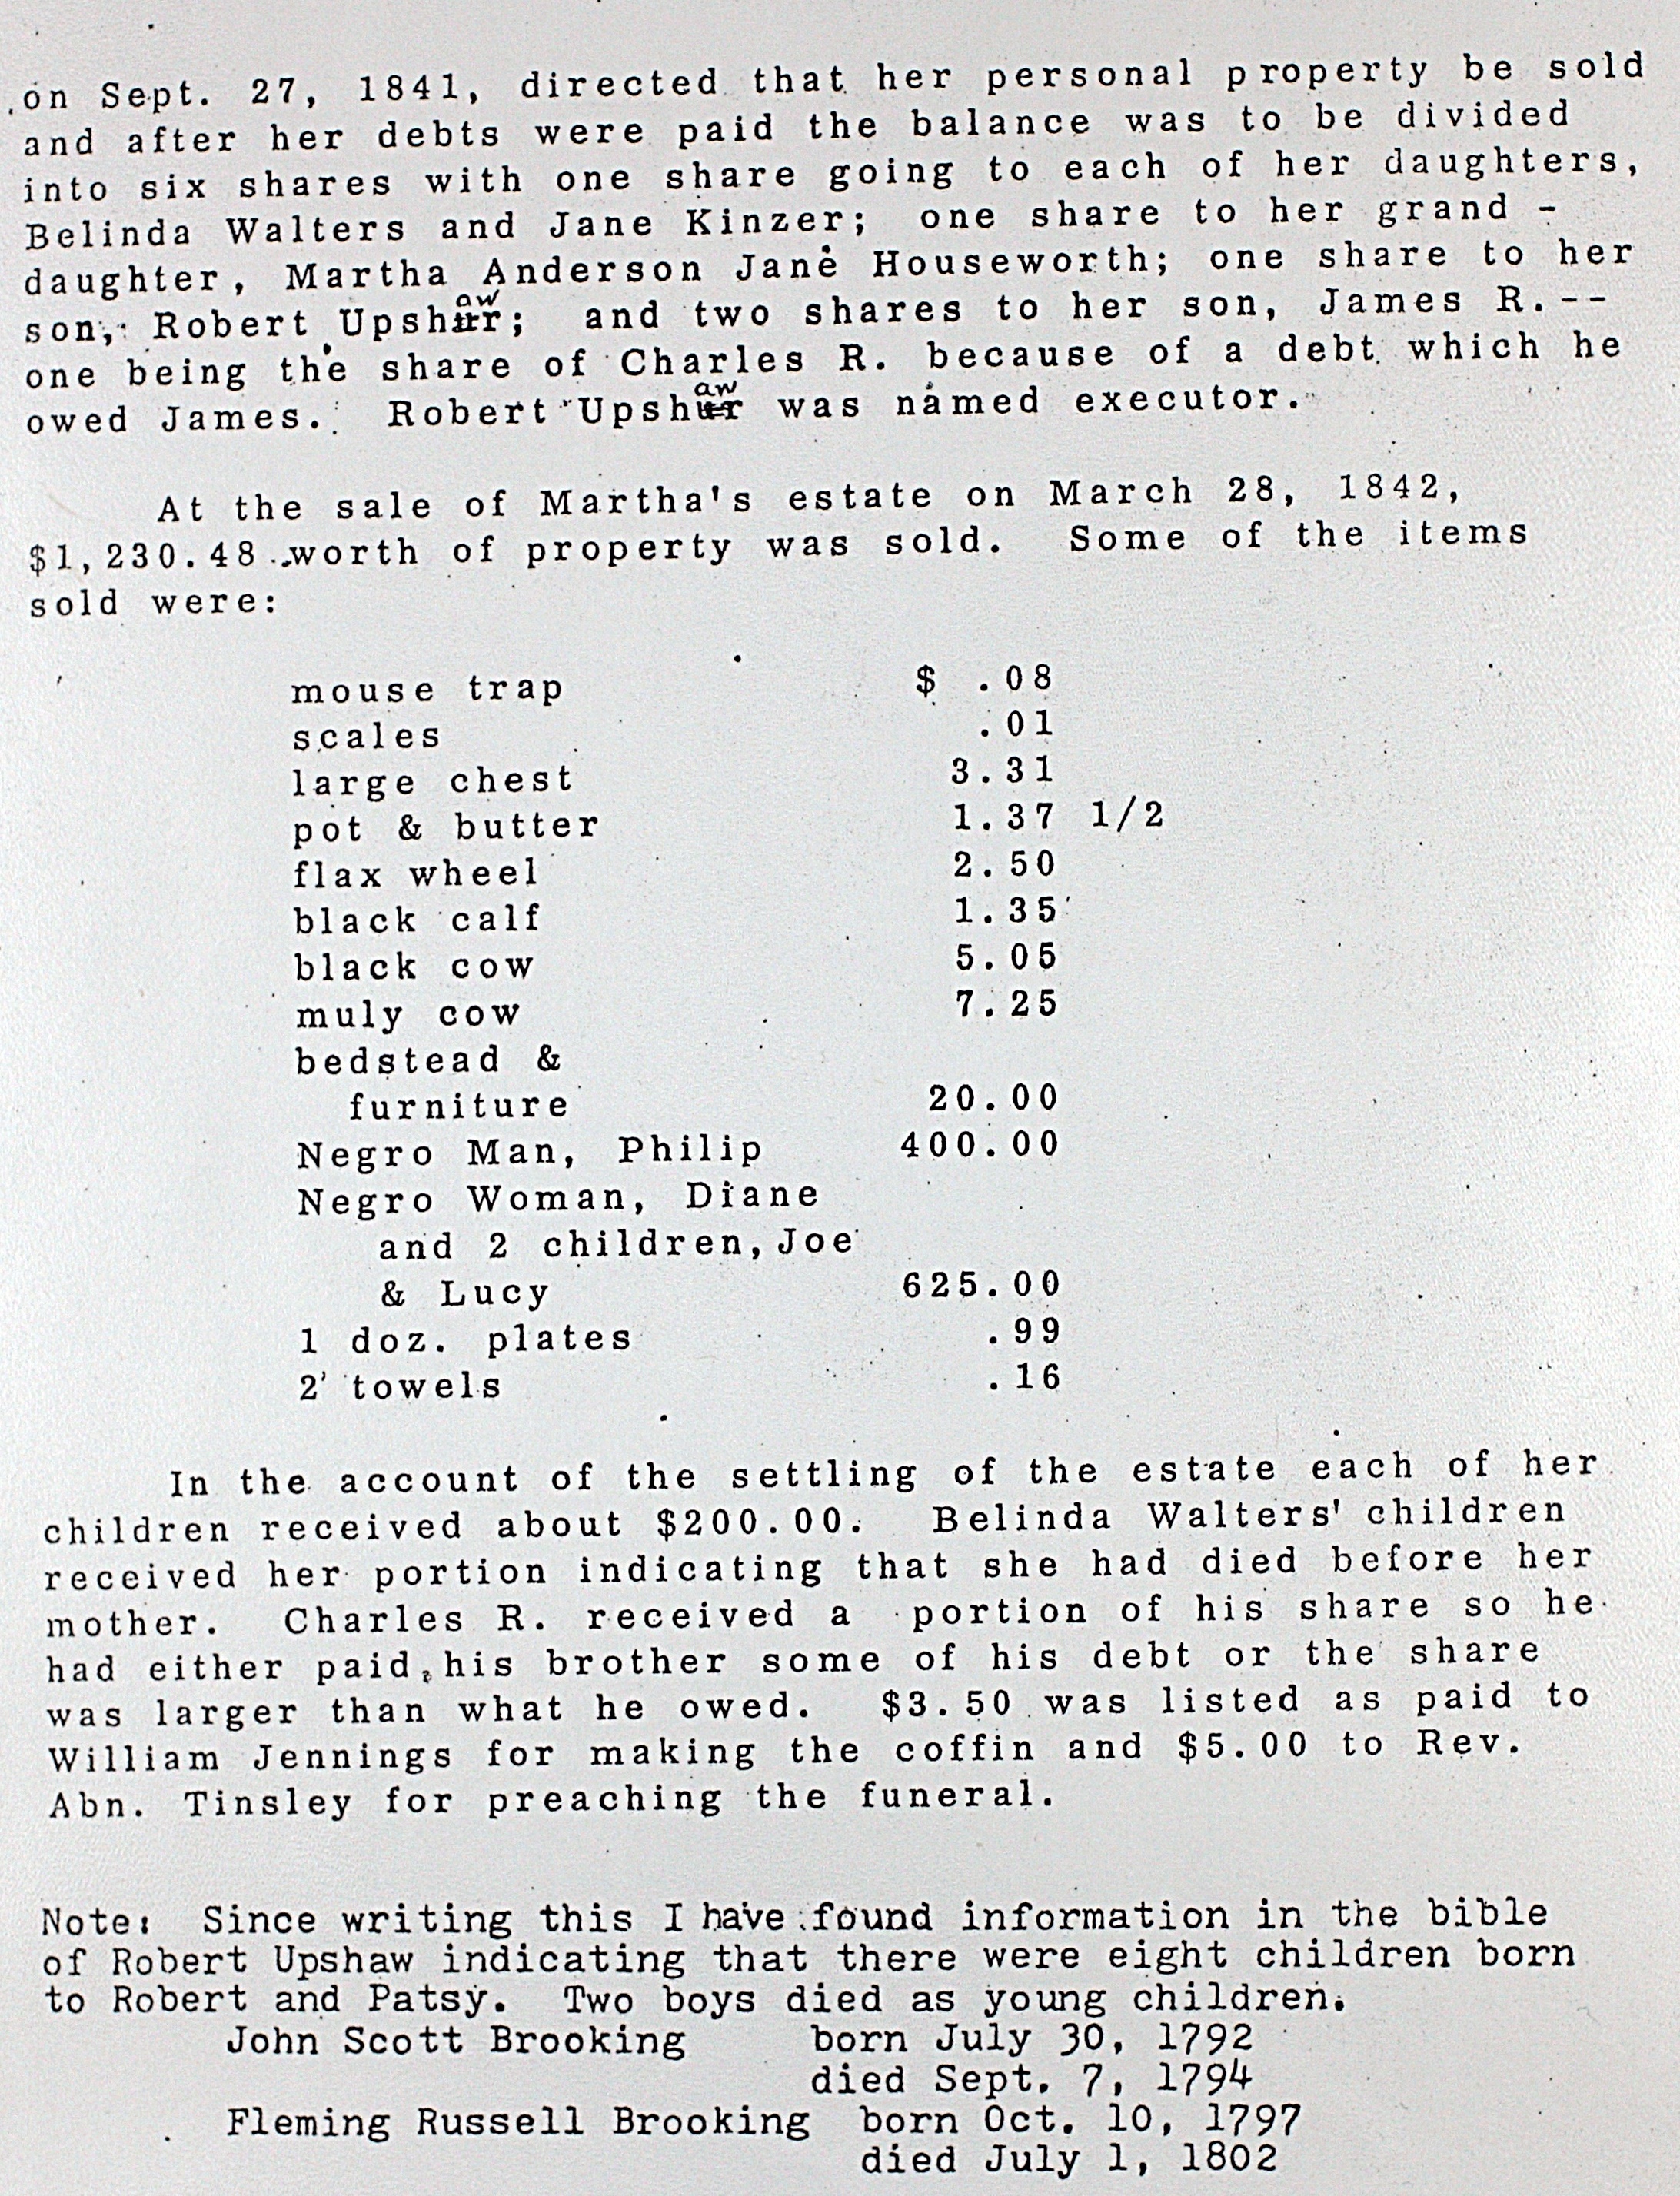 on Sept. 27, 1841, directed that her personal property be sold
and after her debts were paid the balance was to be divided
into six shares with one share going to each of her daughters,
Belinda Walters and Jane Kinzer; one share to her grand -
daughter, Martha Anderson Jane Houseworth; one share to her
son, Robert Upshaw; and two shares to her son, James R.--
one being the share of Charles R. because of a debt which he
owed James. Robert Upshaw was named executor.
At the sale of Martha's estate on March 28, 1842,
$1,230.48 worth of property was sold. Some of the items
sold were:
mouse trap $ .08
scales .01
large chest 3.31
pot & butter 1.37 1/2
flax wheel 2.50
black calf 1.35
black cow 5.05
muly cow 7.25
bedstead &
furniture 20.00
Negro Man, Philip 400.00
Negro Woman, Diane
and 2 children, Joe
& Lucy 625.00
1 doz. plates .99
2 towels .16
In the account of the settling of the estate each of her
children received about $200.00. Belinda Walters' children
received her portion indicating that she had died before her
mother. Charles R. received a portion of his share so he
had either paid his brother some of his debt or the share
was larger than what he owed. $3.50 was listed as paid to
William Jennings for making the coffin and $5.00 to Rev.
Abn. Tinsley for preaching the funeral.
Note: Since writing this I have found information in the bible
of Robert Upshaw indicating that there were eight children born
to Robert and Patsy. Two boys died as young children.
John Scott Brooking born July 30, 1792
died Sept. 7, 1794
Fleming Russell Brooking born Oct. 10, 1797
died July 1, 1802